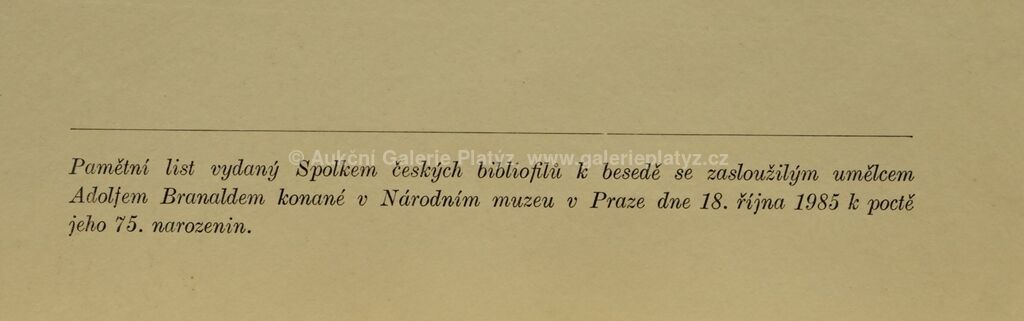 Pamětní list vydaný Spolkem českých bibliofilů k besedě se zasloužilým umělcem
© Aukční Galerie Platýz, www.galerieplatyz.cz
Adolfem Branaldem konané v Národním muzeu v Praze dne 18. října 1985 k poctě
jeho 75. narozenin.